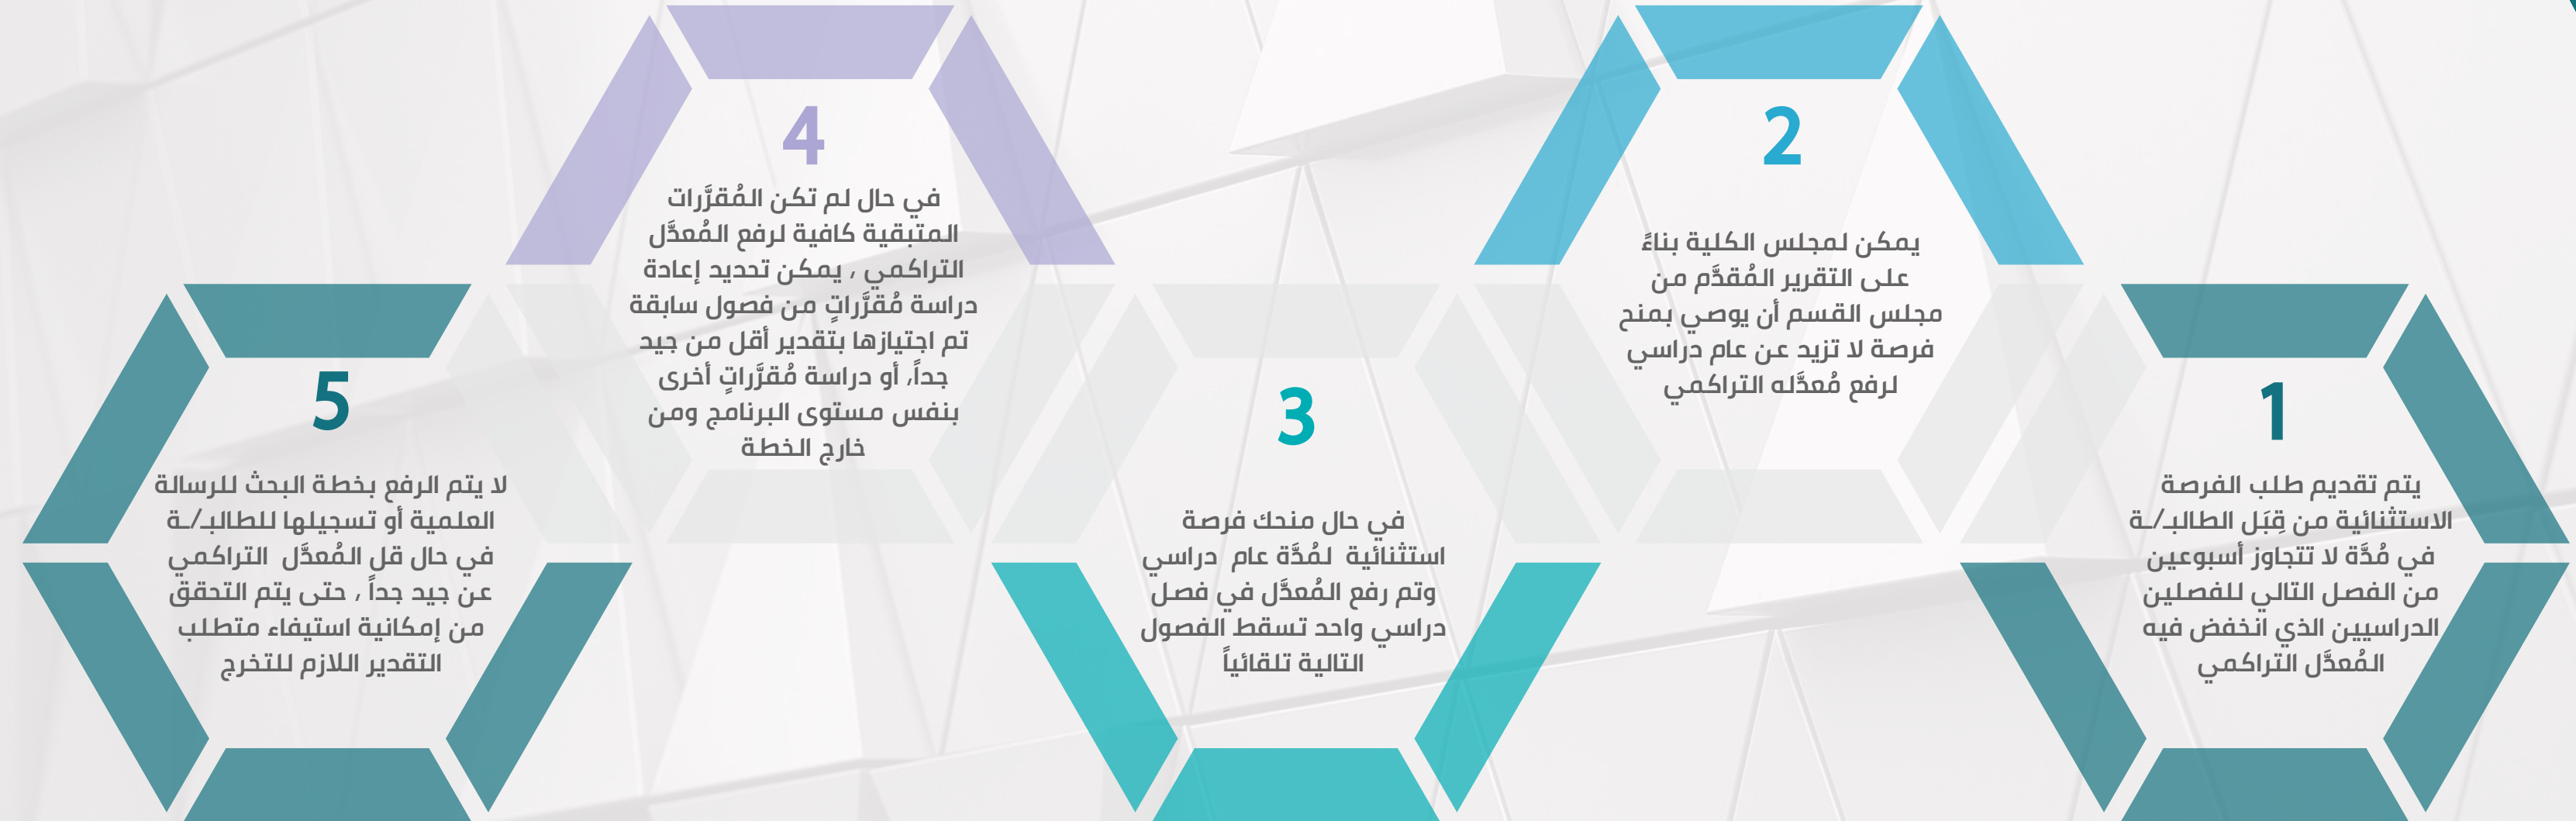 1
يتم تقديم طلب الفرصة
الاستثنائية من قِبَل الطالبـ/ـة
في مُدَّة لا تتجاوز أسبوعين
من الفصل التالي للفصلين
الدراسيين الذي انخفض فيه
المُعدَّل التراكمي
2
يمكن لمجلس الكلية بناءً
على التقرير المُقدَّم من
مجلس القسم أن يوصي بمنح
فرصة لا تزيد عن عام دراسي
لرفع مُعدَّله التراكمي
3
في حال منحك فرصة
استثنائية لمُدَّة عام دراسي
وتم رفع المُعدَّل في فصل
دراسي واحد تسقط الفصول
التالية تلقائياً
4
في حال لم تكن المُقرَّرات
المتبقية كافية لرفع المُعدَّل
التراكمي ، يمكن تحديد إعادة
دراسة مُقرَّراتٍ من فصول سابقة
تم اجتيازها بتقدير أقل من جيد
جداً، أو دراسة مُقرَّراتٍ أخرى
بنفس مستوى البرنامج ومن
خارج الخطة
5
لا يتم الرفع بخطة البحث للرسالة
العلمية أو تسجيلها للطالبـ/ـة
في حال قل المُعدَّل التراكمي
عن جيد جداً ، حتى يتم التحقق
من إمكانية استيفاء متطلب
التقدير اللازم للتخرج